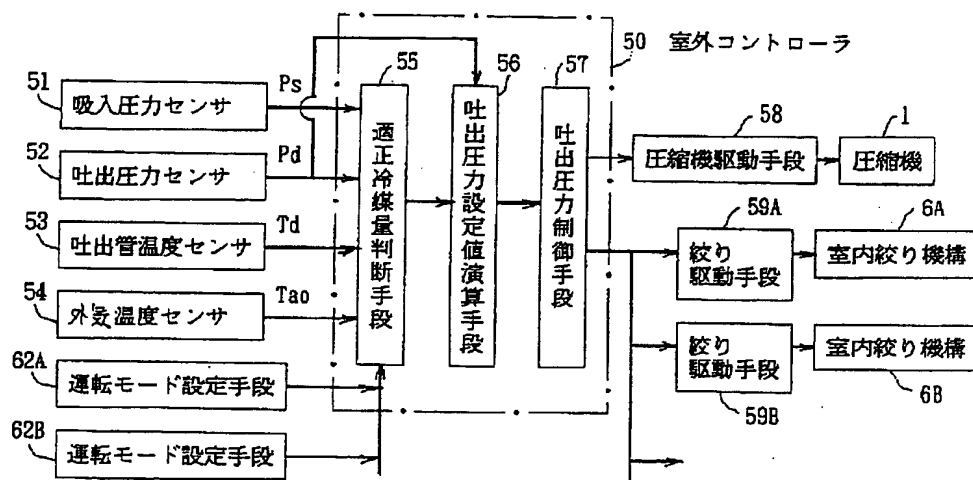 50 室外コントローラ
51
吸入圧力センサ
Ps
52
吐出圧力センサ
Pd
53
吐出管温度センサ
Td
54
外気温度センサ
Tao
62A
運転モード設定手段
62B
運転モード設定手段
55
適正冷媒量判断手段
56
吐出圧力設定値演算手段
57
吐出圧力制御手段
58
圧縮機駆動手段
1
圧縮機
59A
絞り
駆動手段
6A
室内絞り機構
絞り
駆動手段
59B
室内絞り機構
6B